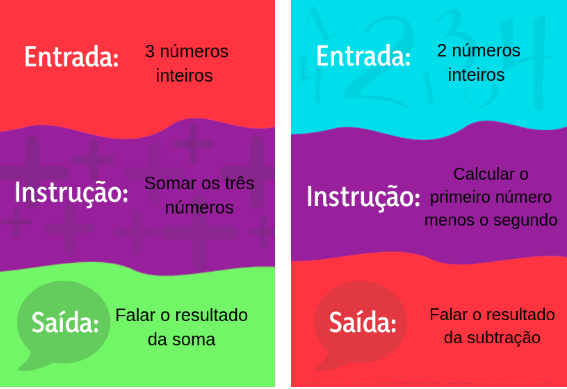 Entrada:
3 números
inteiros
Instrução:
Somar os três
números
Saída:
Falar o resultado
da soma
Entrada:
2 números
inteiros
Instrução:
Calcular o
primeiro número
menos o segundo
Saída:
Falar o resultado
da subtração